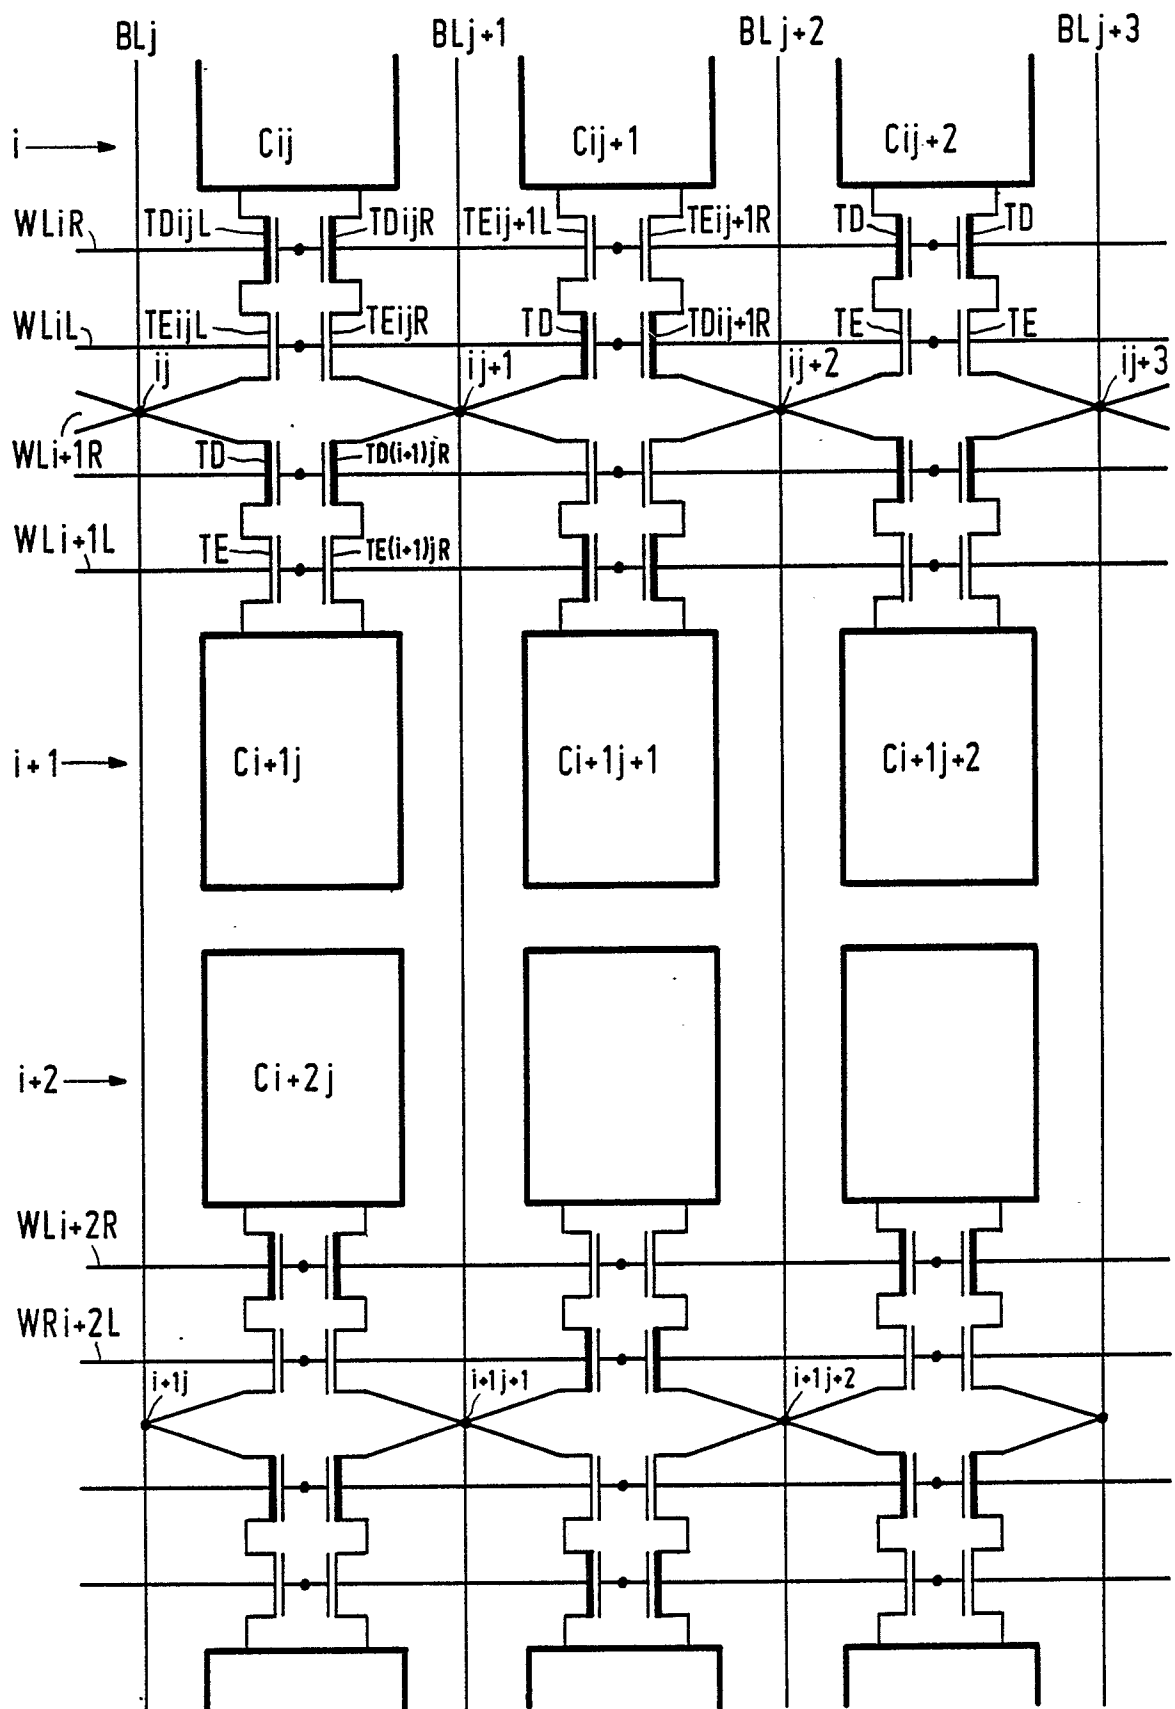 BLj BLj+1 BLj+2 BLj+3
i Cij Cij+1 Cij+2
WLiR TDijL TDijR TEij+1L TEij+1R TD TD
WLiL TEijL TEijR TD TDij+1R TE TE
ij ij+1 ij+2 ij+3
WLi+1R TD TD(i+1)jR
WLi+1L TE TE(i+1)jR
i+1 Ci+1j Ci+1j+1 Ci+1j+2
i+2 Ci+2j
WLi+2R
WRi+2L
i+1j i+1j+1 i+1j+2